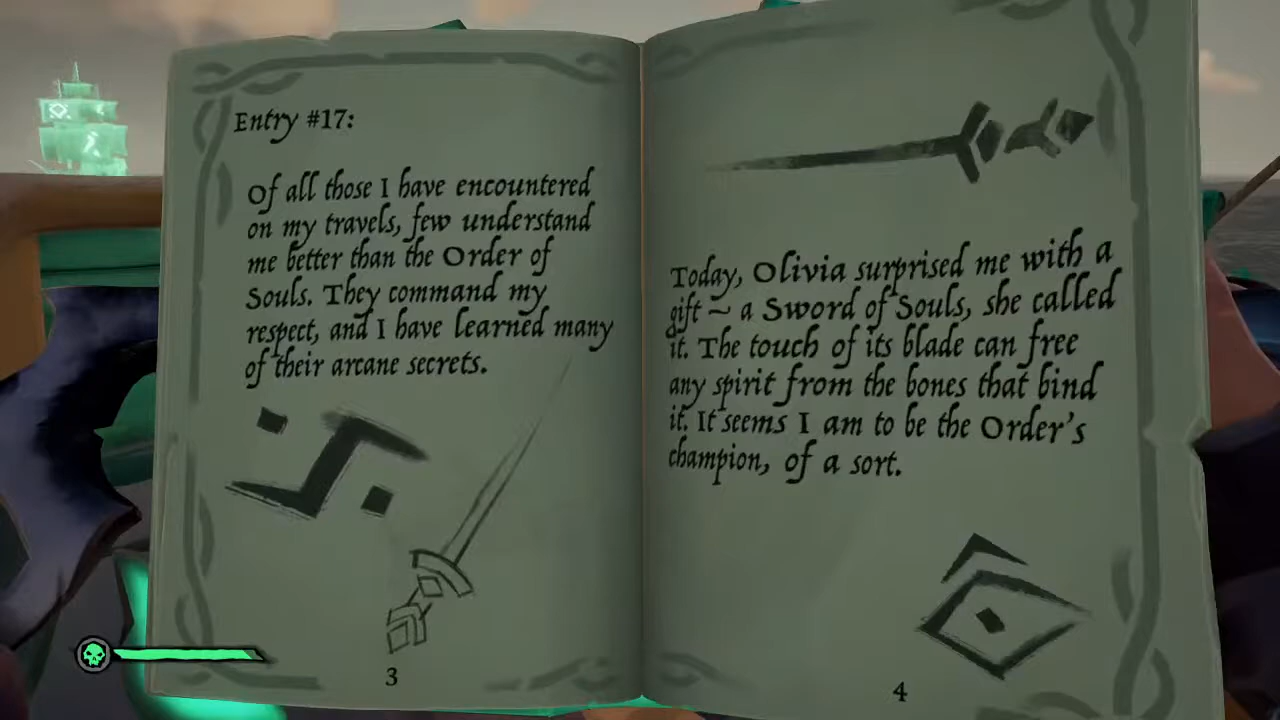 Entry #17:
Of all those I have encountered
on my travels, few understand
me better than the Order of
Souls. They command my
respect, and I have learned many
of their arcane secrets.
3
Today, Olivia surprised me with a
gift ~ a Sword of Souls, she called
it. The touch of its blade can free
any spirit from the bones that bind
it. It seems I am to be the Order's
champion, of a sort.
4